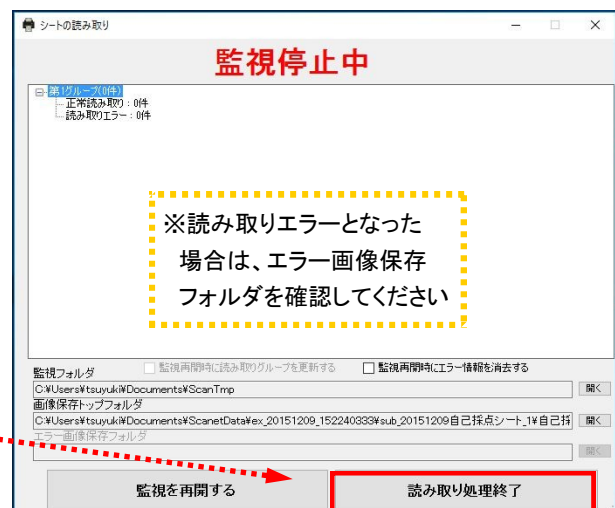 シートの読み取り
監視停止中
第1グループ(0件)
正常読み取り : 0件
読み取りエラー : 0件
※読み取りエラーとなった
場合は、エラー画像保存
フォルダを確認してください
監視フォルダ
監視再開時に読み取りグループを更新する
監視再開時にエラー情報を消去する
C:¥Users¥tsuyuki¥Documents¥ScanTmp
開く
画像保存トップフォルダ
C:¥Users¥tsuyuki¥Documents¥ScanetData¥ex_20151209_152240333¥sub_20151209自己採点シート_1¥自己採
開く
エラー画像保存フォルダ
開く
監視を再開する
読み取り処理終了